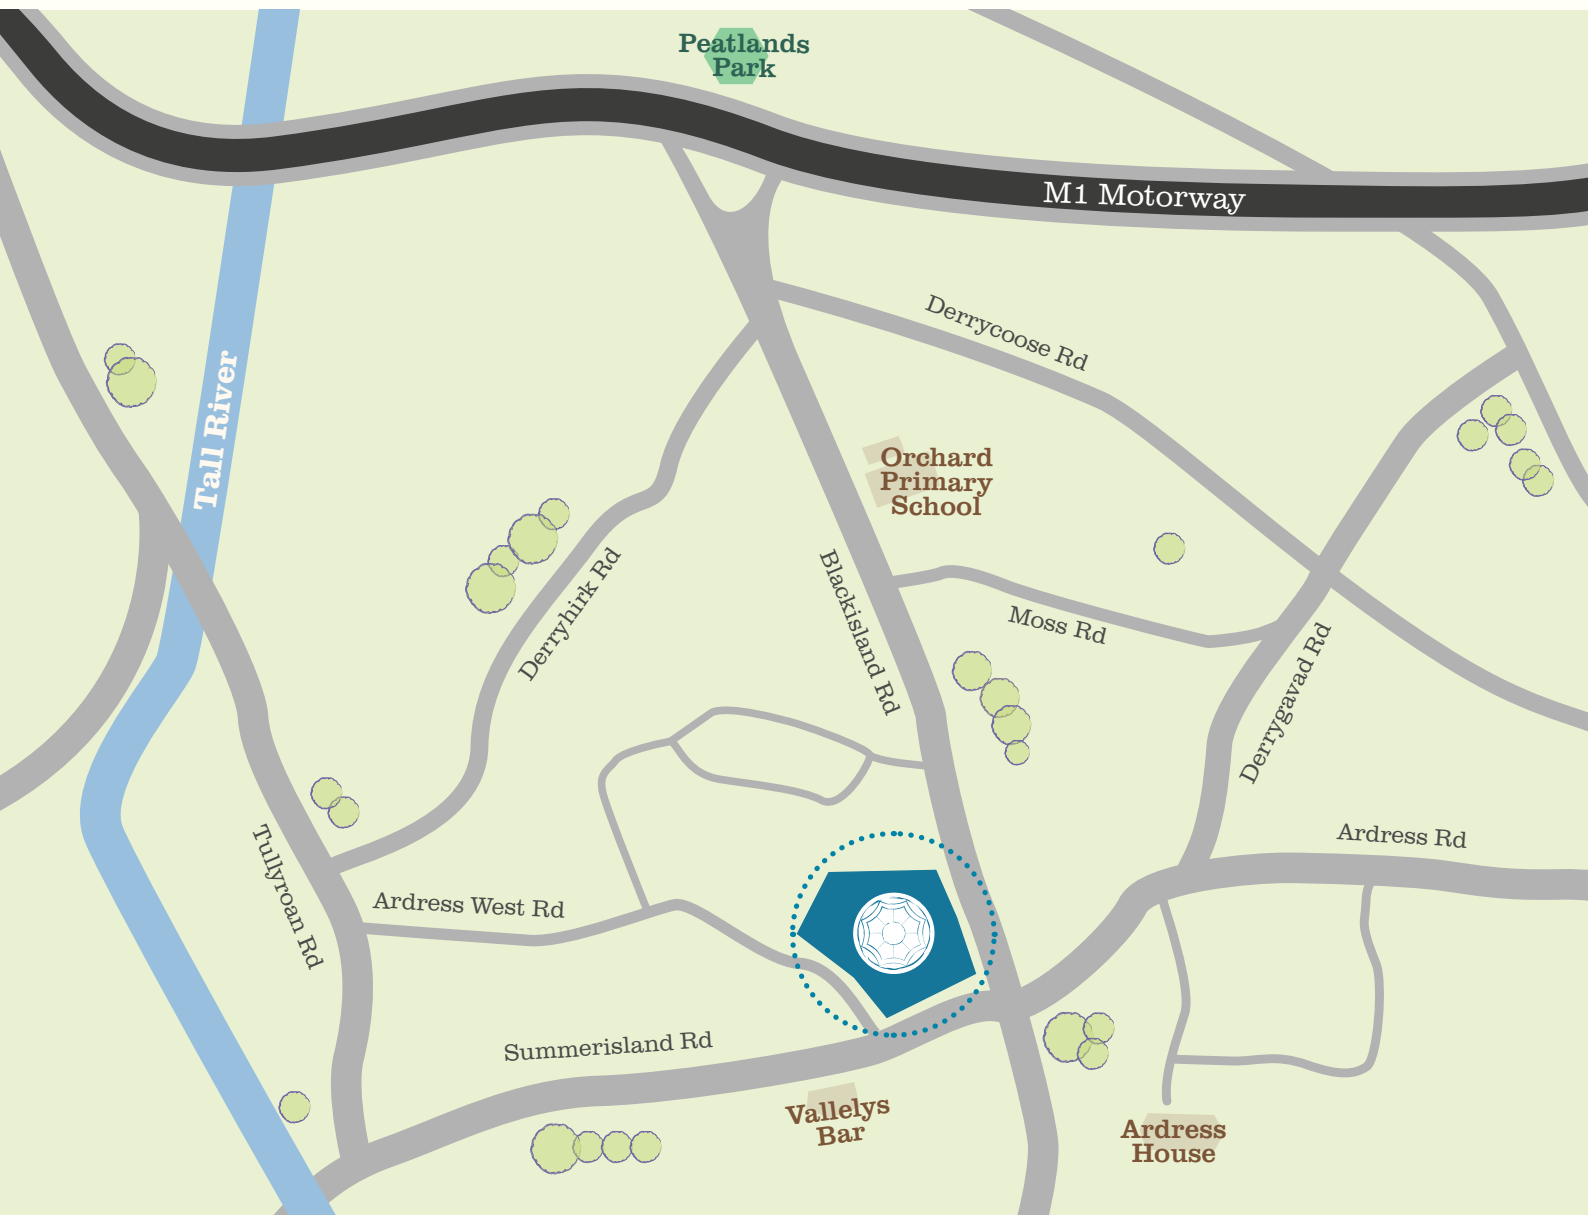 Peatlands
Park
M1 Motorway
Derrycoose Rd
Tall River
Orchard
Primary
School
Derryhirk Rd
Blackisland Rd
Moss Rd
Derrygavad Rd
Ardress Rd
Tullyroan Rd
Ardress West Rd
Summerisland Rd
Vallelys
Bar
Ardress
House